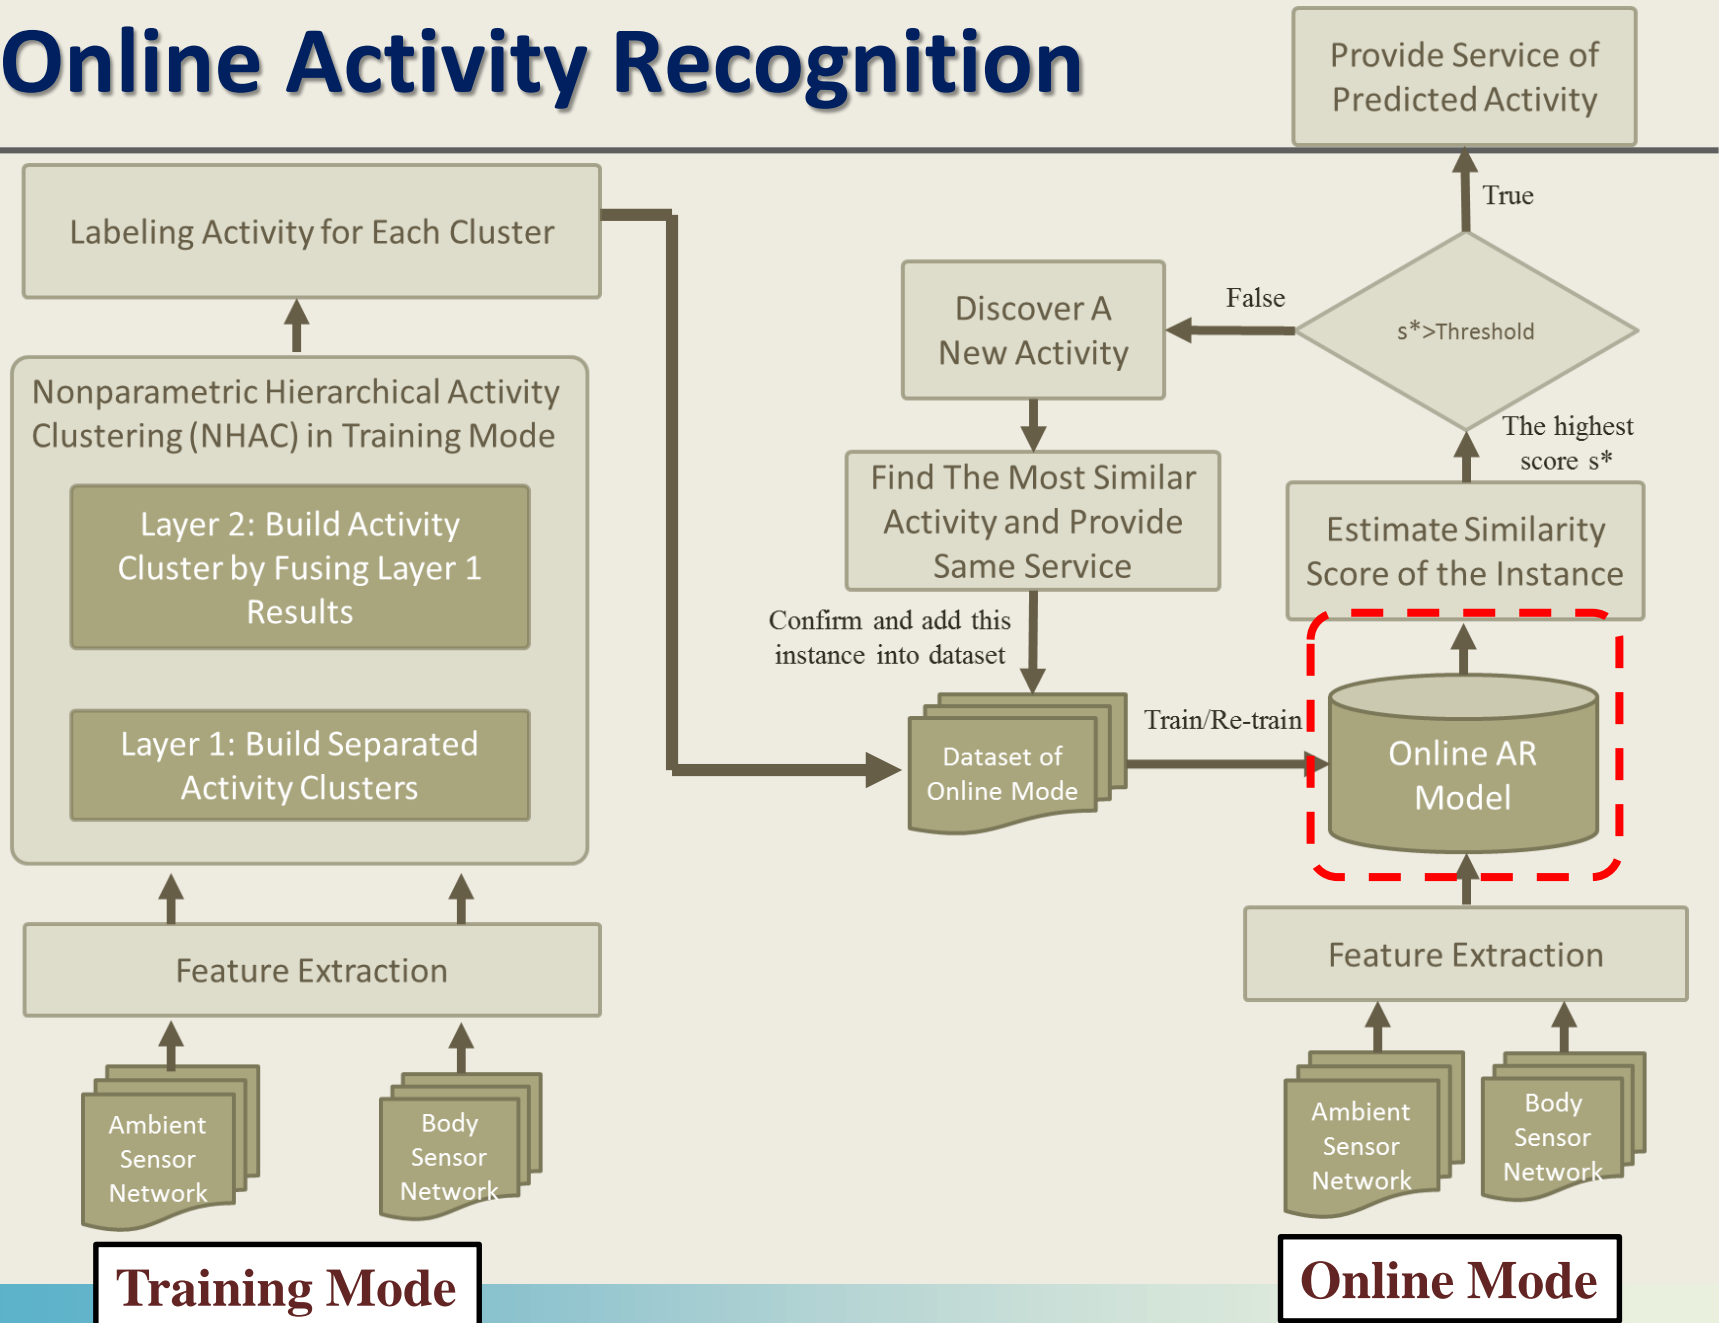 Online Activity Recognition
Provide Service of
Predicted Activity
True
Labeling Activity for Each Cluster
Discover A
New Activity
False
s*>Threshold
The highest
score s*
Nonparametric Hierarchical Activity
Clustering (NHAC) in Training Mode
Layer 2: Build Activity
Cluster by Fusing Layer 1
Results
Layer 1: Build Separated
Activity Clusters
Find The Most Similar
Activity and Provide
Same Service
Estimate Similarity
Score of the Instance
Confirm and add this
instance into dataset
Dataset of
Online Mode
Train/Re-train
Online AR
Model
Feature Extraction
Feature Extraction
Ambient
Sensor
Network
Body
Sensor
Network
Ambient
Sensor
Network
Body
Sensor
Network
Training Mode
Online Mode